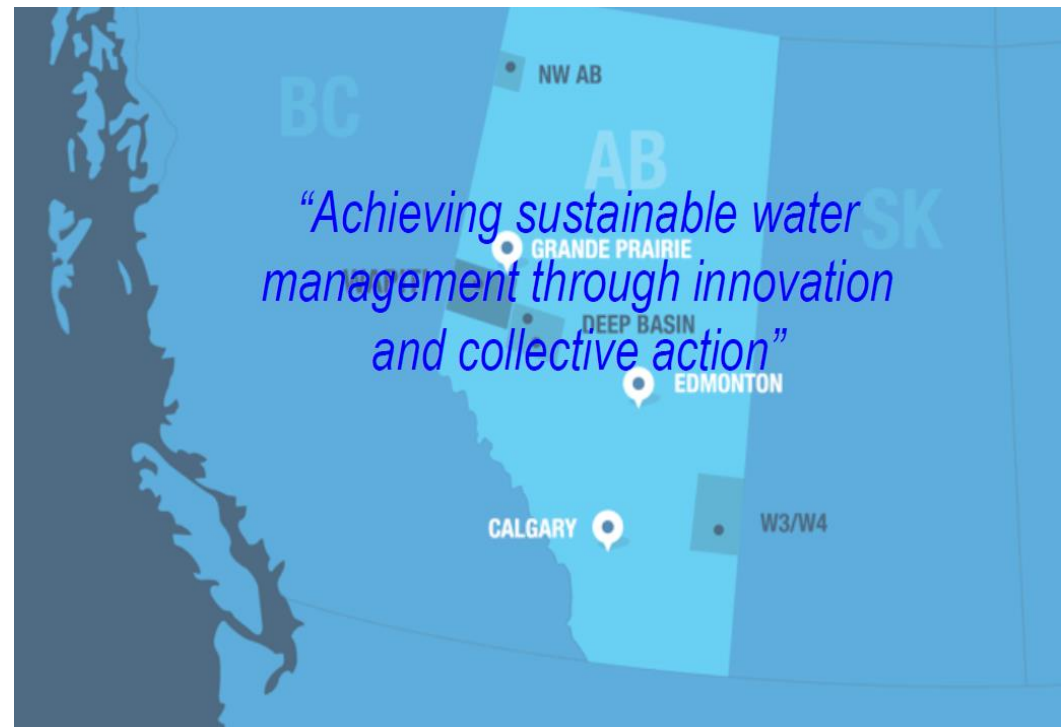 NW AB
BC
AB
“Achieving sustainable water
SK
GRANDE PRAIRIE
management through innovation
DEEP BASIN
and collective action”
EDMONTON
CALGARY
W3/W4